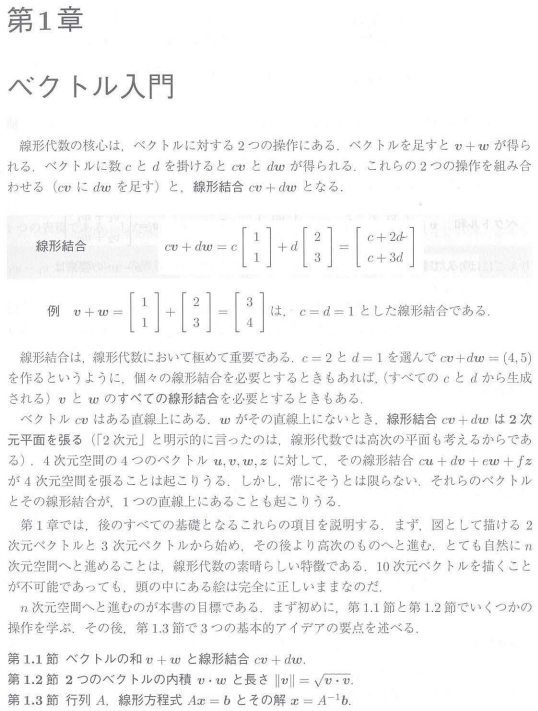 第1章
ベクトル入門
線形代数の核心は，ベクトルに対する2つの操作にある．ベクトルを足すと v+w が得ら
れる．ベクトルに数 c と d を掛けると cv と dw が得られる．これらの2つの操作を組み合
わせる（cv に dw を足す）と，線形結合 cv+dw となる．
線形結合 cv+dw = c [1 1] + d [2 3] = [c+2d c+3d]
例 v+w = [1 1] + [2 3] = [3 4] は，c=d=1 とした線形結合である．
線形結合は，線形代数において極めて重要である．c=2 と d=1 を選んで cv+dw=(4,5)
を作るというように，個々の線形結合を必要とするときもあれば，（すべての c と d から生成
される）v と w のすべての線形結合を必要とするときもある．
ベクトル cv はある直線上にある．w がその直線上にないとき，線形結合 cv+dw は2次
元平面を張る（「2次元」と明示的に言ったのは，線形代数では高次の平面も考えるからであ
る）．4次元空間の4つのベクトル u,v,w,z に対して，その線形結合 cu+dv+ew+fz
が4次元空間を張ることは起こりうる．しかし，常にそうとは限らない．それらのベクトル
とその線形結合が，1つの直線上にあることも起こりうる．
第1章では，後のすべての基礎となるこれらの項目を説明する．まず，図として描ける2
次元ベクトルと3次元ベクトルから始め，その後より高次のものへと進む．とても自然に n
次元空間へと進めることは，線形代数の素晴らしい特徴である．10次元ベクトルを描くこと
が不可能であっても，頭の中にある絵は完全に正しいままなのだ．
n 次元空間へと進むのが本書の目標である．まず初めに，第1.1節と第1.2節でいくつかの
操作を学ぶ．その後，第1.3節で3つの基本的アイデアの要点を述べる．
第1.1節 ベクトルの和 v+w と線形結合 cv+dw．
第1.2節 2つのベクトルの内積 v・w と長さ ‖v‖=√v・v．
第1.3節 行列 A，線形方程式 Ax=b とその解 x=A⁻¹b．